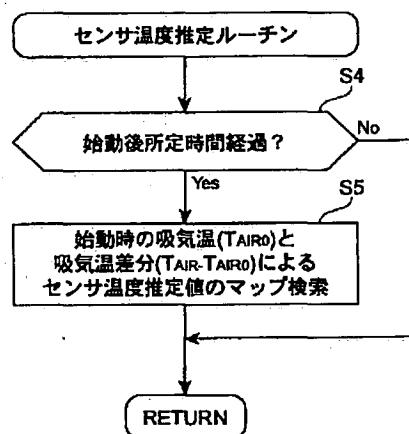 センサ温度推定ルーチン
S4
始動後所定時間経過？
No
Yes
S5
始動時の吸気温(TAIR0)と
吸気温差分(TAIR-TAIR0)による
センサ温度推定値のマップ検索
RETURN